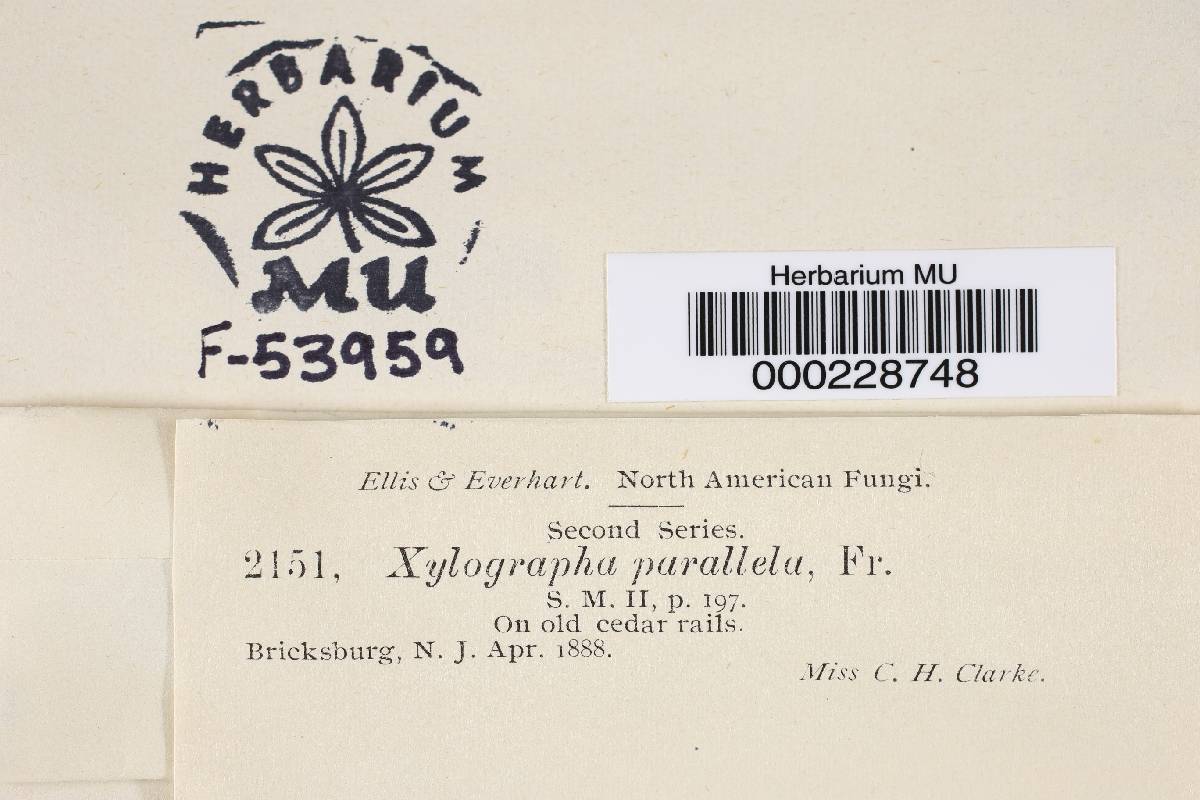 HERBARIUM
MU
F-53959
Herbarium MU
000228748
Ellis & Everhart. North American Fungi.
Second Series.
2151, Xylographa parallela, Fr.
S. M. II, p. 197.
On old cedar rails.
Bricksburg, N. J. Apr. 1888.
Miss C. H. Clarke.